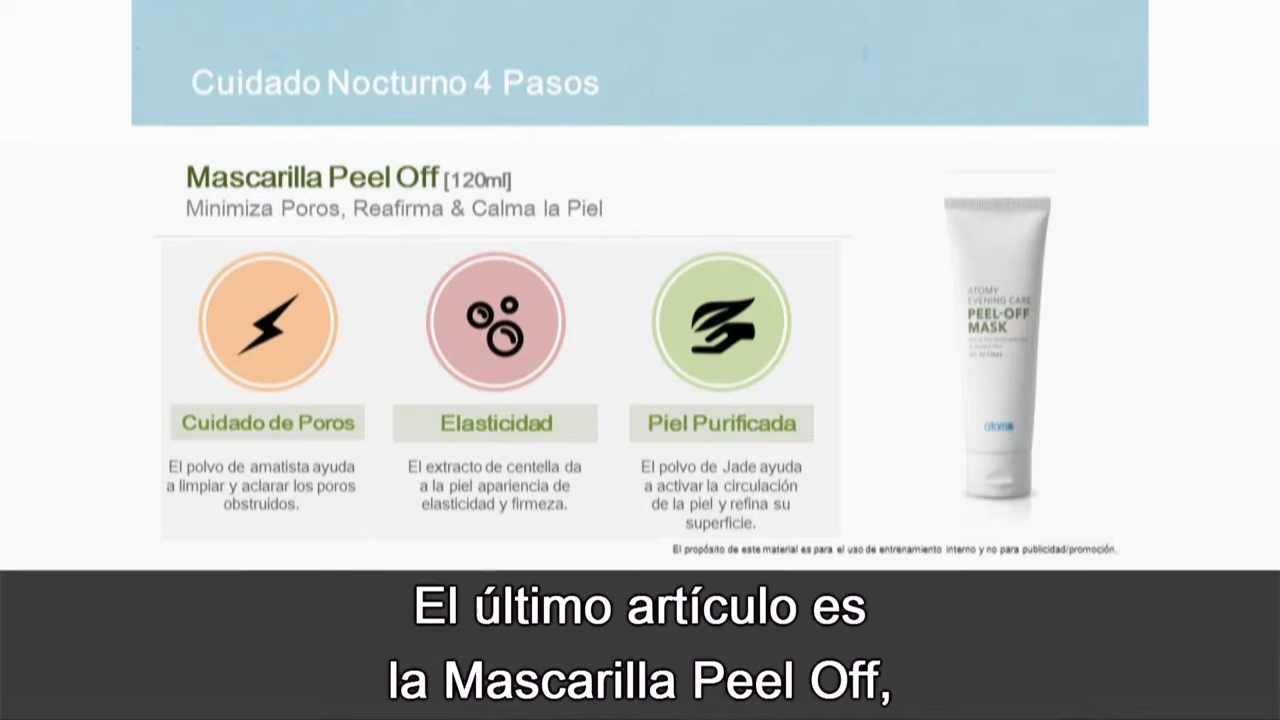 Cuidado Nocturno 4 Pasos
Mascarilla Peel Off [120ml]
Minimiza Poros, Reafirma & Calma la Piel
Cuidado de Poros
El polvo de amatista ayuda
a limpiar y aclarar los poros
obstruidos.
Elasticidad
El extracto de centella da
a la piel apariencia de
elasticidad y firmeza.
Piel Purificada
El polvo de Jade ayuda
a activar la circulación
de la piel y refina su
superficie.
ATOMY
EVENING CARE
PEEL-OFF
MASK
atom
El propósito de este material es para el uso de entrenamiento interno y no para publicidad/promoción.
El último artículo es
la Mascarilla Peel Off,